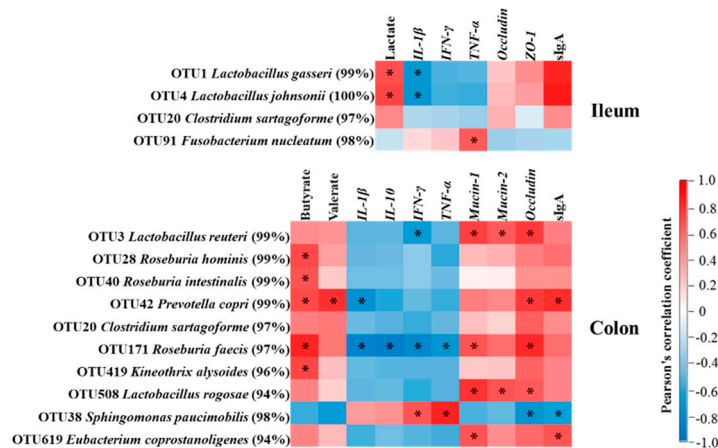 Lactate IL-1β IFN-γ TNF-α Occludin ZO-1 sIgA
OTU1 Lactobacillus gasseri (99%) * *
OTU4 Lactobacillus johnsonii (100%) * *
OTU20 Clostridium sartagoforme (97%)
OTU91 Fusobacterium nucleatum (98%) *
Ileum
Butyrate Valerate IL-1β IL-10 IFN-γ TNF-α Mucin-1 Mucin-2 Occludin sIgA
OTU3 Lactobacillus reuteri (99%) * * * *
OTU28 Roseburia hominis (99%) *
OTU40 Roseburia intestinalis (99%) *
OTU42 Prevotella copri (99%) * * * * *
OTU20 Clostridium sartagoforme (97%)
OTU171 Roseburia faecis (97%) * * * * * * *
OTU419 Kineothrix alysoides (96%) *
OTU508 Lactobacillus rogosae (94%) * * *
OTU38 Sphingomonas paucimobilis (98%) * * * *
OTU619 Eubacterium coprostanoligenes (94%) * *
Colon
Pearson's correlation coefficient
1.0
0.8
0.6
0.4
0.2
0
-0.2
-0.4
-0.6
-0.8
-1.0